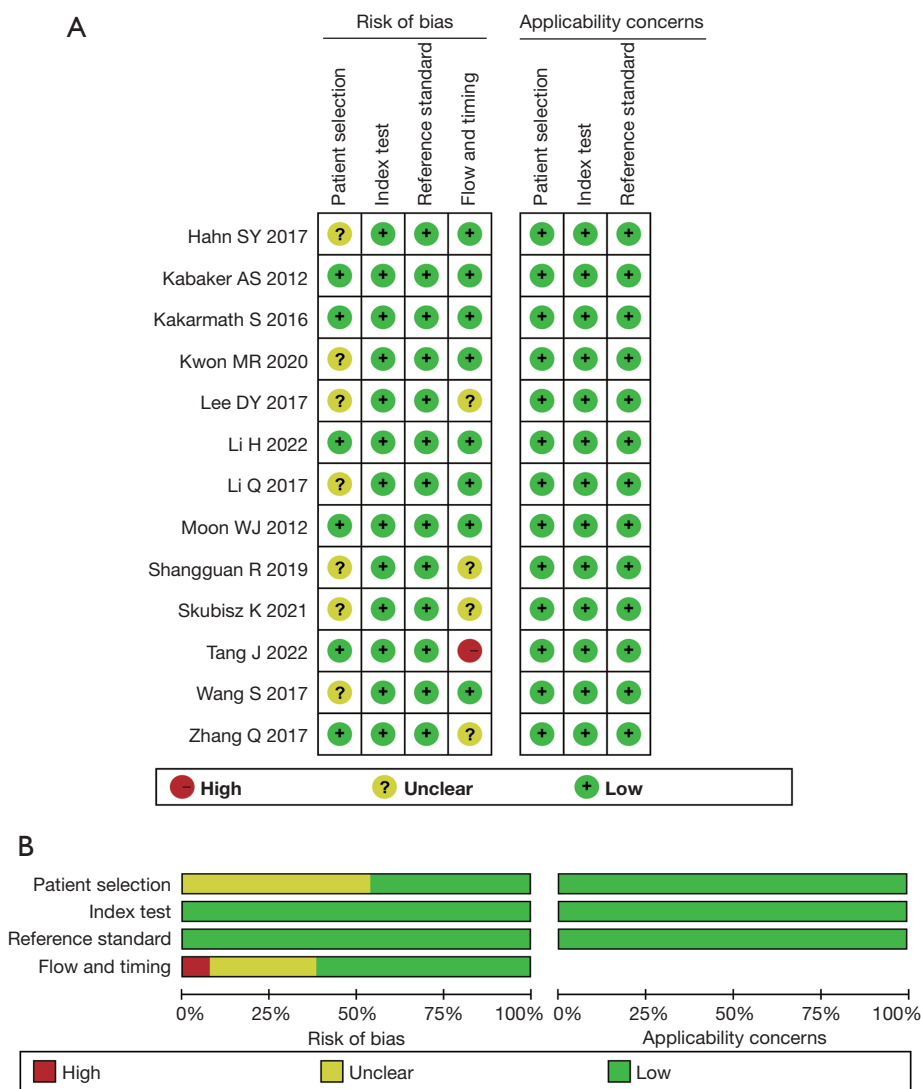 A
Risk of bias
Applicability concerns
Patient selection
Index test
Reference standard
Flow and timing
Patient selection
Index test
Reference standard
Hahn SY 2017 ? + + + + + +
Kabaker AS 2012 + + + + + + +
Kakarmath S 2016 + + + + + + +
Kwon MR 2020 ? + + + + + +
Lee DY 2017 ? + + ? + + +
Li H 2022 + + + + + + +
Li Q 2017 ? + + + + + +
Moon WJ 2012 + + + + + + +
Shangguan R 2019 ? + + ? + + +
Skubisz K 2021 ? + + ? + + +
Tang J 2022 + + + − + + +
Wang S 2017 ? + + + + + +
Zhang Q 2017 + + + ? + + +
− High ? Unclear + Low
B
Patient selection
Index test
Reference standard
Flow and timing
0% 25% 50% 75% 100% 0% 25% 50% 75% 100%
Risk of bias Applicability concerns
High Unclear Low